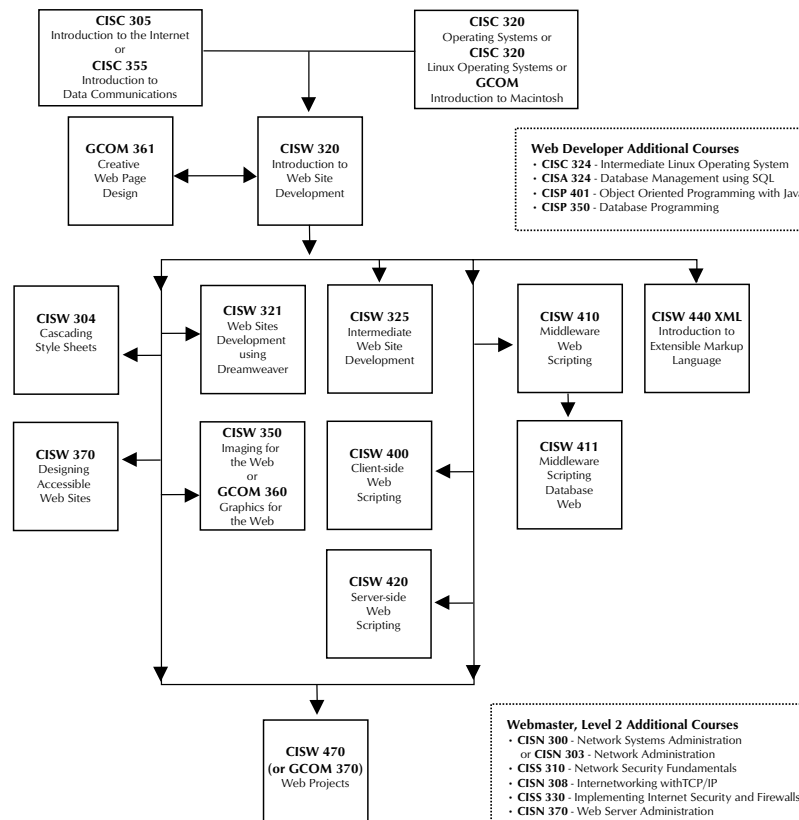 CISC 305
Introduction to the Internet
or
CISC 355
Introduction to
Data Communications
CISC 320
Operating Systems or
CISC 320
Linux Operating Systems or
GCOM
Introduction to Macintosh
GCOM 361
Creative
Web Page
Design
CISW 320
Introduction to
Web Site
Development
Web Developer Additional Courses
• CISC 324 - Intermediate Linux Operating System
• CISA 324 - Database Management using SQL
• CISP 401 - Object Oriented Programming with Java
• CISP 350 - Database Programming
CISW 304
Cascading
Style Sheets
CISW 321
Web Sites
Development
using
Dreamweaver
CISW 325
Intermediate
Web Site
Development
CISW 410
Middleware
Web
Scripting
CISW 440 XML
Introduction to
Extensible Markup
Language
CISW 370
Designing
Accessible
Web Sites
CISW 350
Imaging for
the Web
or
GCOM 360
Graphics for
the Web
CISW 400
Client-side
Web
Scripting
CISW 411
Middleware
Scripting
Database
Web
CISW 420
Server-side
Web
Scripting
CISW 470
(or GCOM 370)
Web Projects
Webmaster, Level 2 Additional Courses
• CISN 300 - Network Systems Administration
or CISN 303 - Network Administration
• CISS 310 - Network Security Fundamentals
• CISN 308 - Internetworking withTCP/IP
• CISS 330 - Implementing Internet Security and Firewalls
• CISN 370 - Web Server Administration